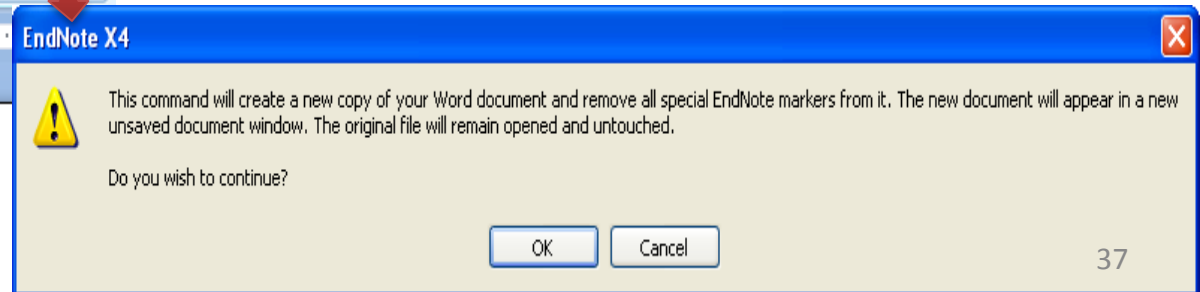 EndNote X4
This command will create a new copy of your Word document and remove all special EndNote markers from it. The new document will appear in a new
unsaved document window. The original file will remain opened and untouched.
Do you wish to continue?
OK Cancel
37